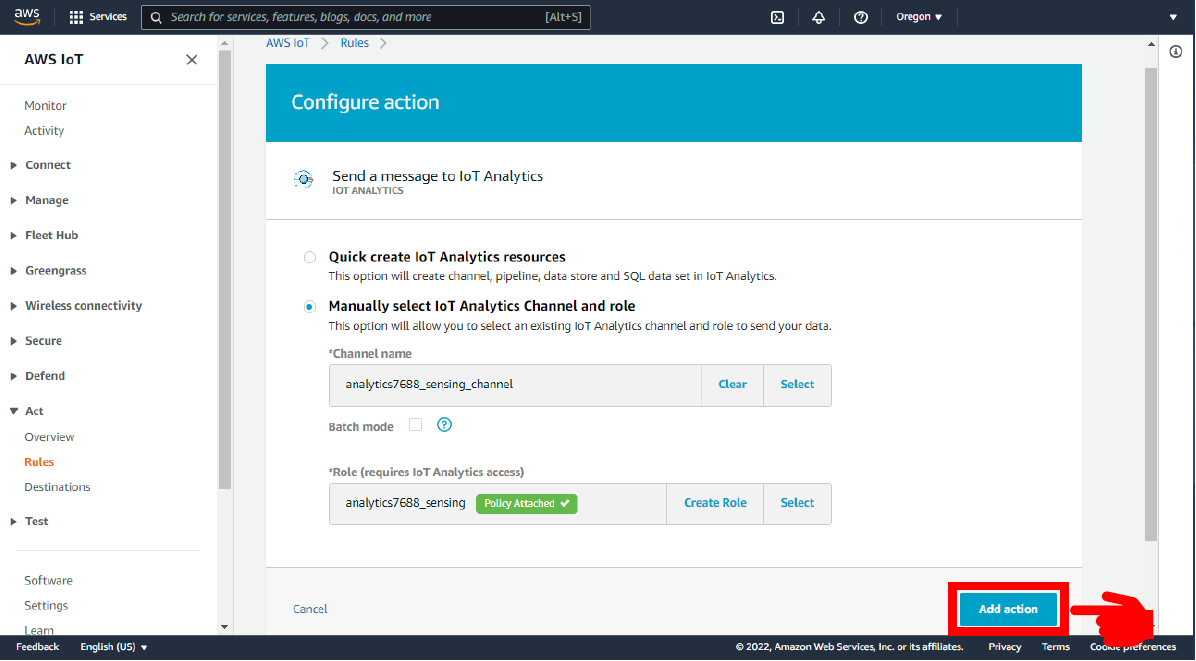 aws
Services
Search for services, features, blogs, docs, and more
[Alt+S]
Oregon
AWS IoT
Monitor
Activity
Connect
Manage
Fleet Hub
Greengrass
Wireless connectivity
Secure
Defend
Act
Overview
Rules
Destinations
Test
Software
Settings
Learn
AWS IoT
Rules
Configure action
Send a message to IoT Analytics
IOT ANALYTICS
Quick create IoT Analytics resources
This option will create channel, pipeline, data store and SQL data set in IoT Analytics.
Manually select IoT Analytics Channel and role
This option will allow you to select an existing IoT Analytics channel and role to send your data.
*Channel name
analytics7688_sensing_channel
Clear
Select
Batch mode
?
*Role (requires IoT Analytics access)
analytics7688_sensing
Policy Attached
Create Role
Select
Cancel
Add action
Feedback
English (US)
© 2022, Amazon Web Services, Inc. or its affiliates.
Privacy
Terms
Cookie preferences